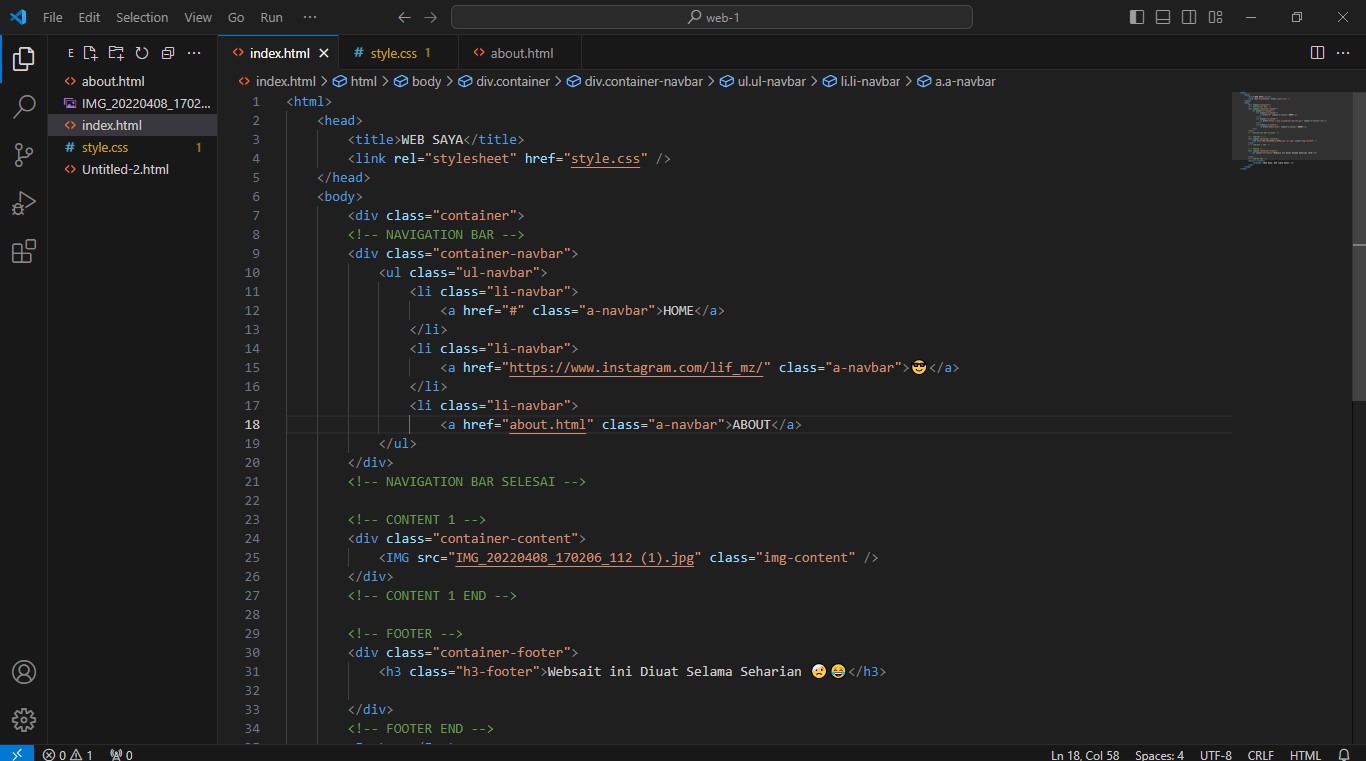 File Edit Selection View Go Run ··· web-1
E
about.html
IMG_20220408_1702...
index.html
style.css 1
Untitled-2.html
index.html style.css 1 about.html
index.html > html > body > div.container > div.container-navbar > ul.ul-navbar > li.li-navbar > a.a-navbar
1 <html>
2 <head>
3 <title>WEB SAYA</title>
4 <link rel="stylesheet" href="style.css" />
5 </head>
6 <body>
7 <div class="container">
8 <!-- NAVIGATION BAR -->
9 <div class="container-navbar">
10 <ul class="ul-navbar">
11 <li class="li-navbar">
12 <a href="#" class="a-navbar">HOME</a>
13 </li>
14 <li class="li-navbar">
15 <a href="https://www.instagram.com/lif_mz/" class="a-navbar">😎</a>
16 </li>
17 <li class="li-navbar">
18 <a href="about.html" class="a-navbar">ABOUT</a>
19 </ul>
20 </div>
21 <!-- NAVIGATION BAR SELESAI -->
22
23 <!-- CONTENT 1 -->
24 <div class="container-content">
25 <IMG src="IMG_20220408_170206_112 (1).jpg" class="img-content" />
26 </div>
27 <!-- CONTENT 1 END -->
28
29 <!-- FOOTER -->
30 <div class="container-footer">
31 <h3 class="h3-footer">Websait ini Diuat Selama Seharian 🤕😂</h3>
32
33 </div>
34 <!-- FOOTER END -->
0 1 0 Ln 18, Col 58 Spaces: 4 UTF-8 CRLF HTML